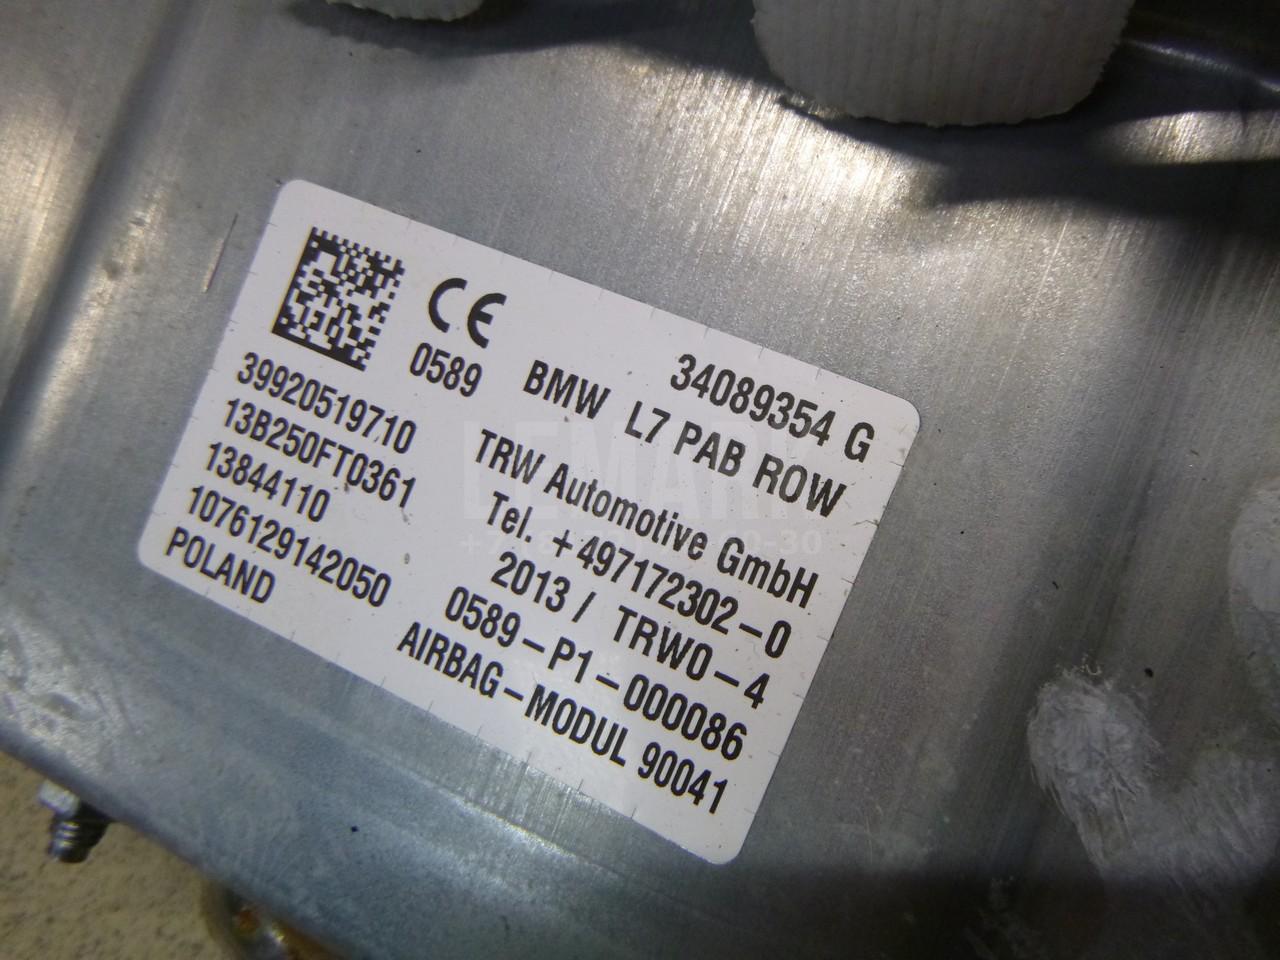 CE
0589
34089354 G
BMW L7 PAB ROW
TRW Automotive GmbH
Tel. +497172302-0
2013 / TRW0-4
0589-P1-000086
AIRBAG-MODUL 90041
39920519710
13B250FT0361
13844110
1076129142050
POLAND
LEMARK